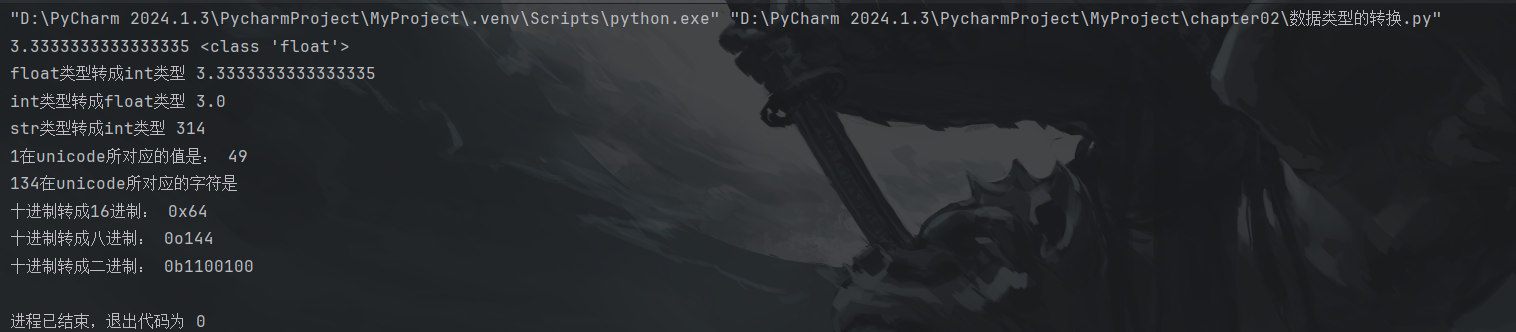 "D:\PyCharm 2024.1.3\PycharmProject\MyProject\.venv\Scripts\python.exe" "D:\PyCharm 2024.1.3\PycharmProject\MyProject\chapter02\数据类型的转换.py"
3.3333333333333335 <class 'float'>
float类型转成int类型 3.3333333333333335
int类型转成float类型 3.0
str类型转成int类型 314
1在unicode所对应的值是： 49
134在unicode所对应的字符是
十进制转成16进制： 0x64
十进制转成八进制： 0o144
十进制转成二进制： 0b1100100
进程已结束，退出代码为 0